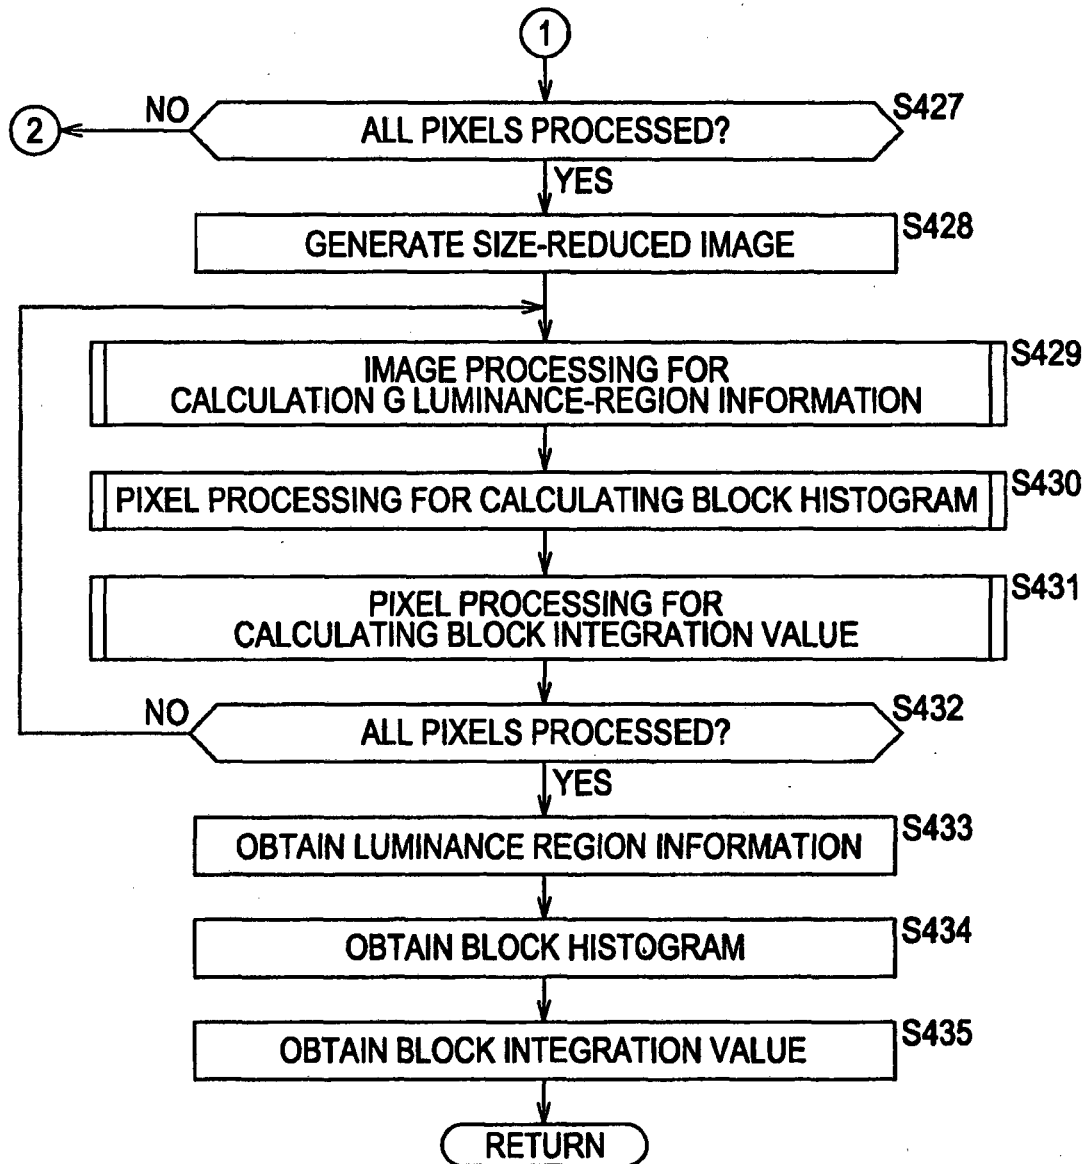 1
NO
S427
2
ALL PIXELS PROCESSED?
YES
S428
GENERATE SIZE-REDUCED IMAGE
S429
IMAGE PROCESSING FOR
CALCULATION G LUMINANCE-REGION INFORMATION
S430
PIXEL PROCESSING FOR CALCULATING BLOCK HISTOGRAM
S431
PIXEL PROCESSING FOR
CALCULATING BLOCK INTEGRATION VALUE
NO
S432
ALL PIXELS PROCESSED?
YES
S433
OBTAIN LUMINANCE REGION INFORMATION
S434
OBTAIN BLOCK HISTOGRAM
S435
OBTAIN BLOCK INTEGRATION VALUE
RETURN